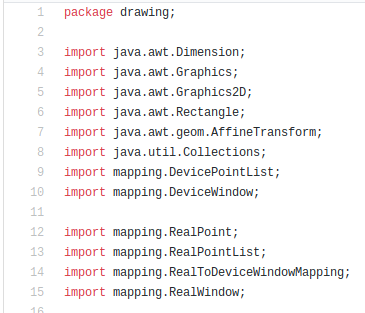 1 package drawing;
2
3 import java.awt.Dimension;
4 import java.awt.Graphics;
5 import java.awt.Graphics2D;
6 import java.awt.Rectangle;
7 import java.awt.geom.AffineTransform;
8 import java.util.Collections;
9 import mapping.DevicePointList;
10 import mapping.DeviceWindow;
11
12 import mapping.RealPoint;
13 import mapping.RealPointList;
14 import mapping.RealToDeviceWindowMapping;
15 import mapping.RealWindow;
16